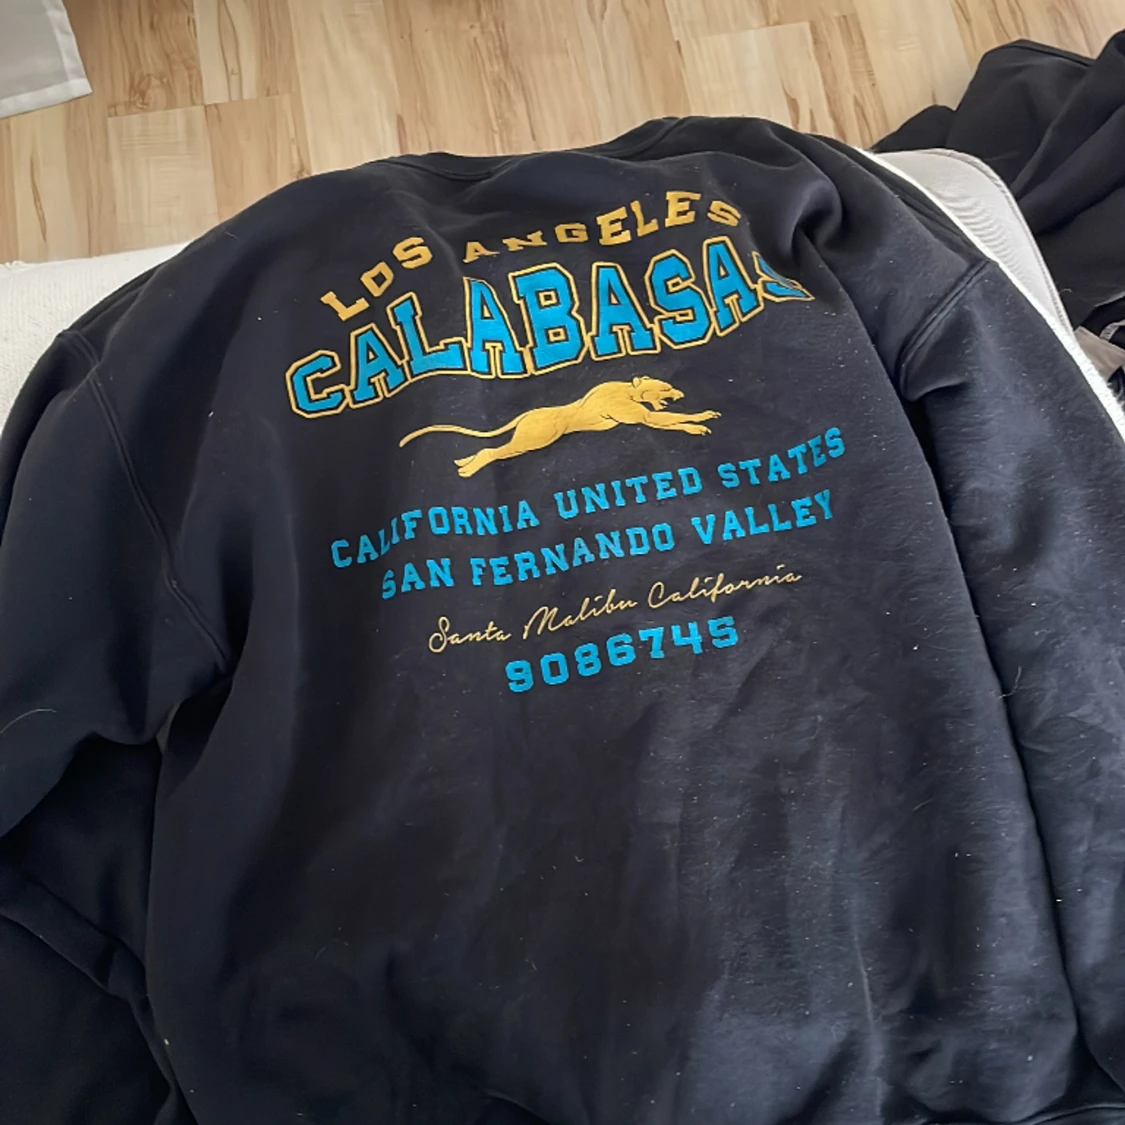 LOS ANGELES
CALABASAS
CALIFORNIA UNITED STATES
SAN FERNANDO VALLEY
Santa Malibu California
9086745